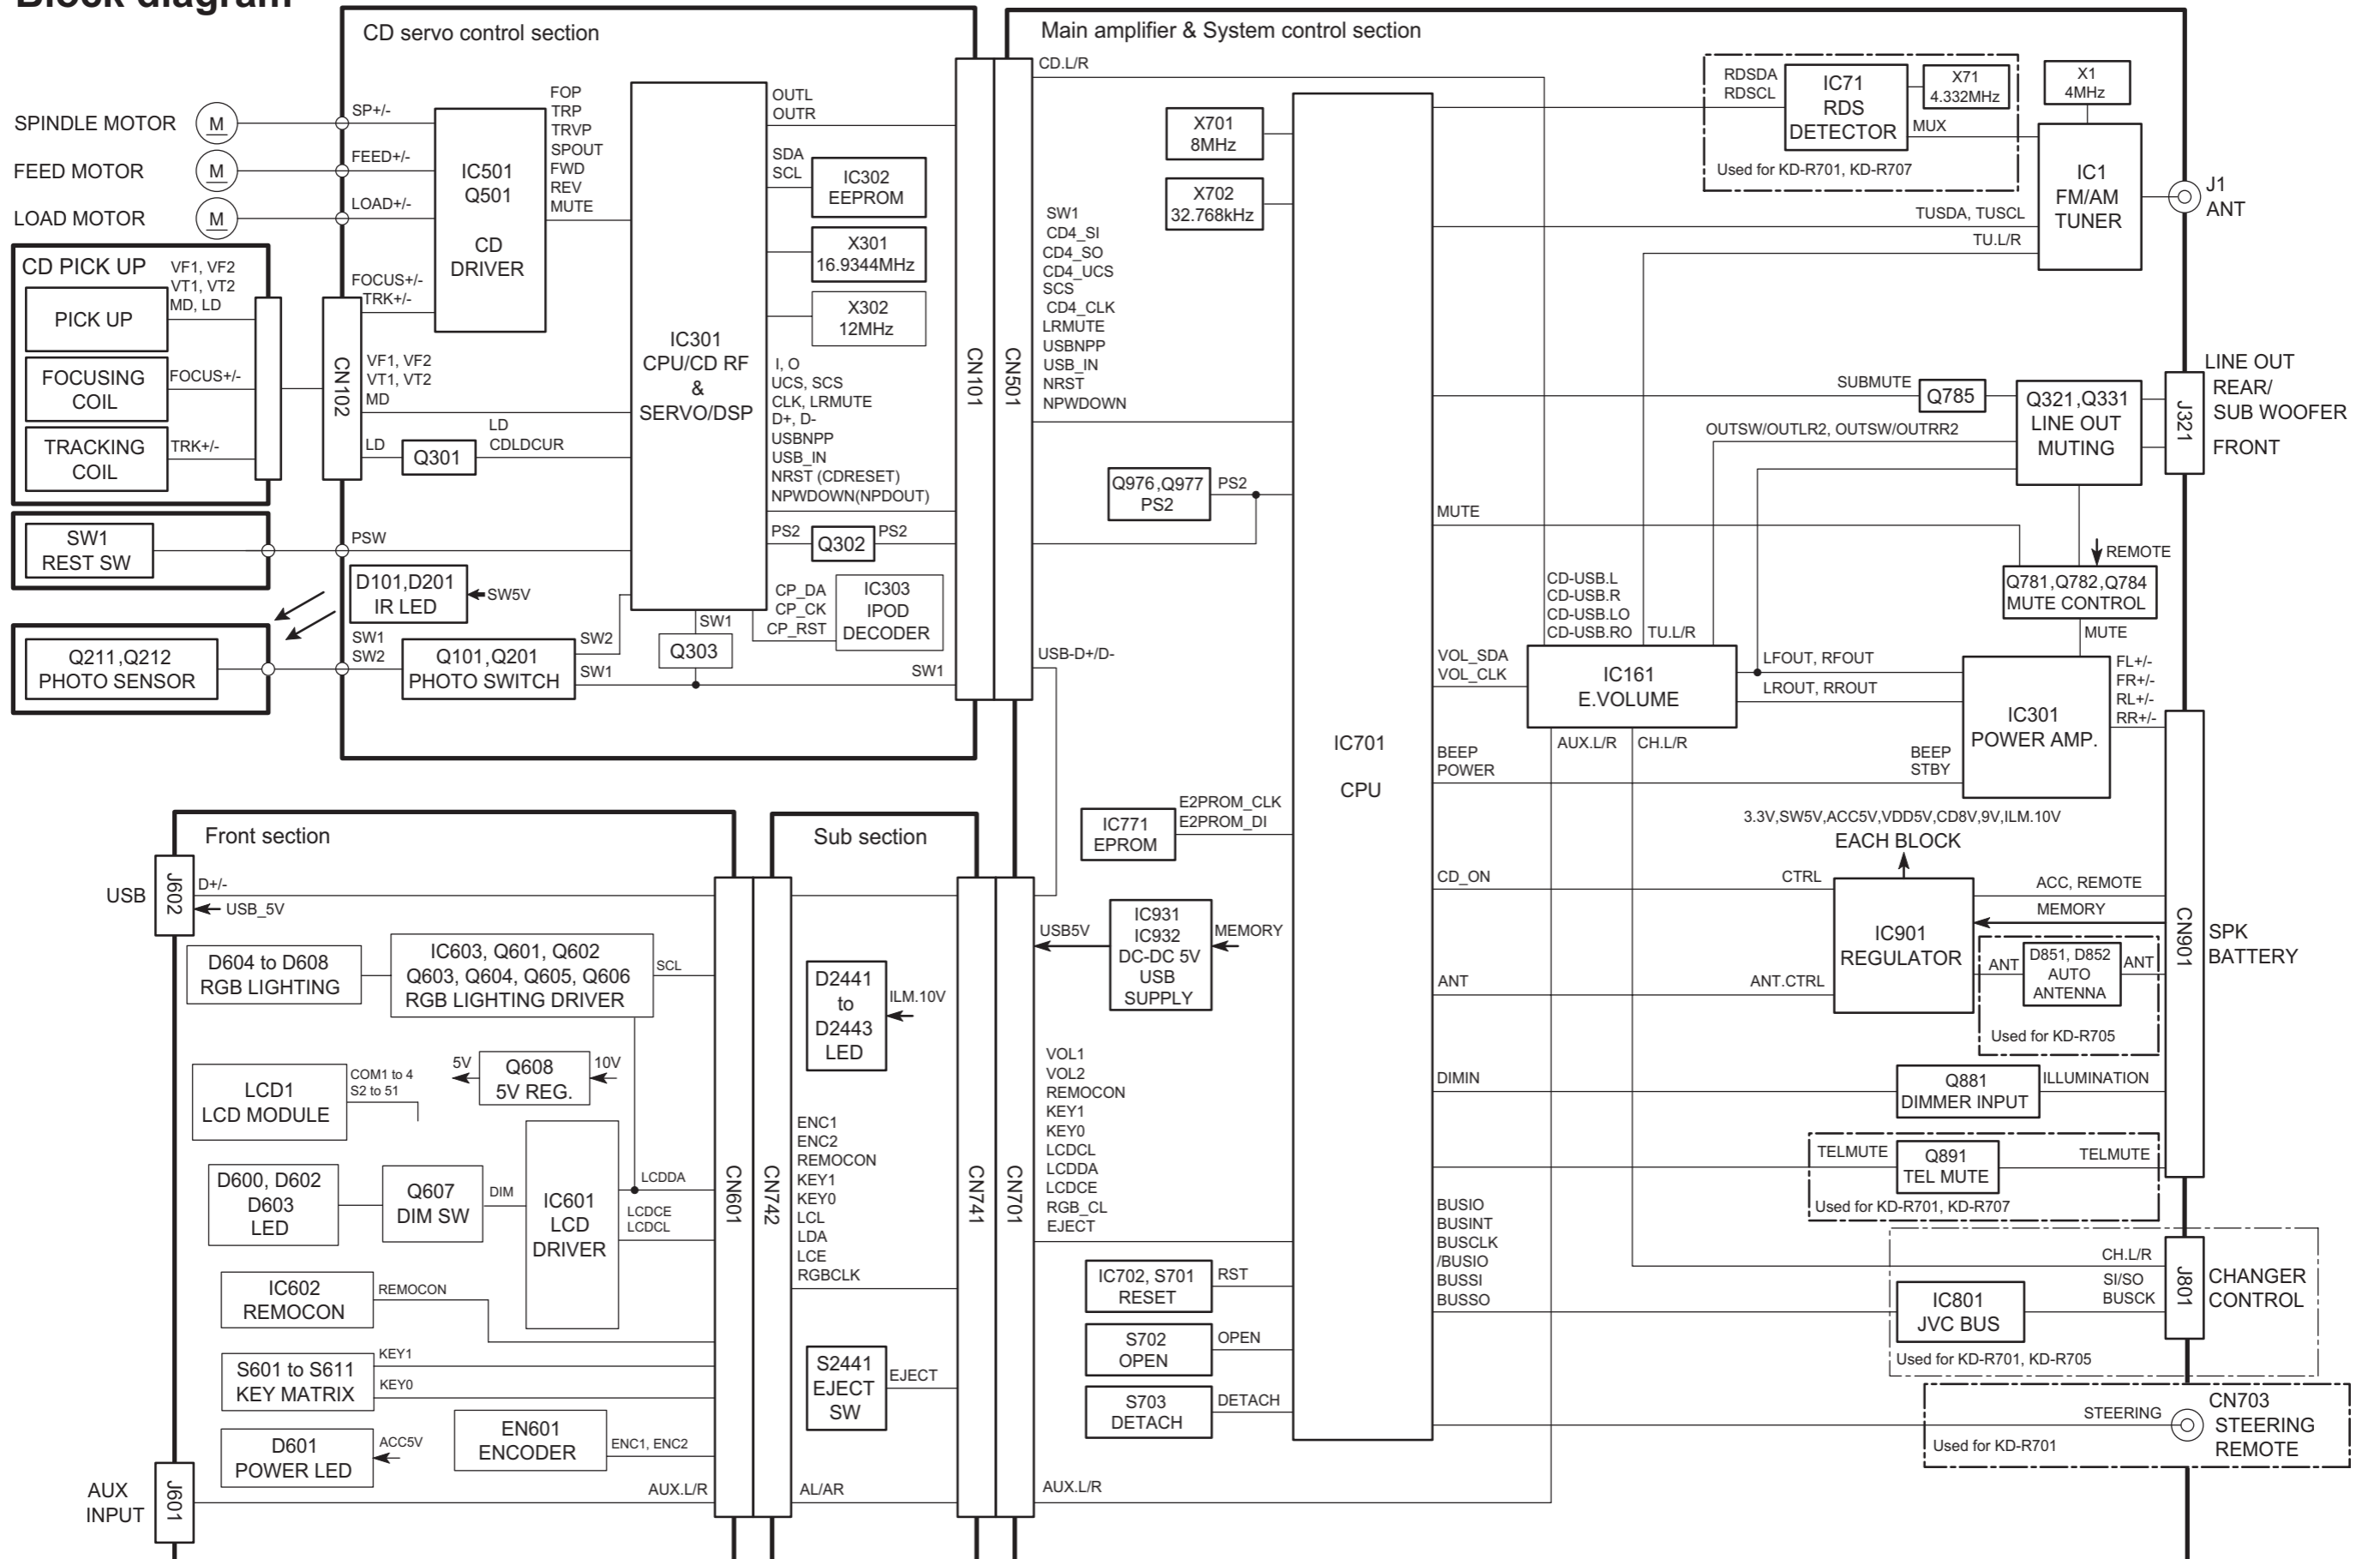 Block diagram
CD servo control section
Main amplifier & System control section
SPINDLE MOTOR
M
SP+/-
FEED MOTOR
M
FEED+/-
LOAD MOTOR
M
LOAD+/-
IC501
Q501
CD
DRIVER
FOP
TRP
TRVP
SPOUT
FWD
REV
MUTE
FOCUS+/-
TRK+/-
CD PICK UP
VF1, VF2
VT1, VT2
MD, LD
PICK UP
FOCUSING
COIL
FOCUS+/-
TRACKING
COIL
TRK+/-
CN102
VF1, VF2
VT1, VT2
MD
LD
Q301
LD
CDLDCUR
SW1
REST SW
PSW
D101,D201
IR LED
SW5V
Q211,Q212
PHOTO SENSOR
SW1
SW2
Q101,Q201
PHOTO SWITCH
SW2
SW1
IC301
CPU/CD RF
&
SERVO/DSP
OUTL
OUTR
SDA
SCL
IC302
EEPROM
X301
16.9344MHz
X302
12MHz
I, O
UCS, SCS
CLK, LRMUTE
D+, D-
USBNPP
USB_IN
NRST (CDRESET)
NPWDOWN(NPDOUT)
PS2
Q302
PS2
CP_DA
CP_CK
CP_RST
IC303
IPOD
DECODER
SW1
Q303
SW1
CN101
CN501
CD.L/R
SW1
CD4_SI
CD4_SO
CD4_UCS
SCS
CD4_CLK
LRMUTE
USBNPP
USB_IN
NRST
NPWDOWN
X701
8MHz
X702
32.768kHz
Q976,Q977
PS2
PS2
USB-D+/D-
IC701
CPU
RDSDA
RDSCL
IC71
RDS
DETECTOR
X71
4.332MHz
MUX
Used for KD-R701, KD-R707
X1
4MHz
IC1
FM/AM
TUNER
J1
ANT
TUSDA, TUSCL
TU.L/R
SUBMUTE
Q785
Q321,Q331
LINE OUT
MUTING
J321
LINE OUT
REAR/
SUB WOOFER
FRONT
OUTSW/OUTLR2, OUTSW/OUTRR2
MUTE
REMOTE
Q781,Q782,Q784
MUTE CONTROL
MUTE
CD-USB.L
CD-USB.R
CD-USB.LO
CD-USB.RO
TU.L/R
VOL_SDA
VOL_CLK
IC161
E.VOLUME
LFOUT, RFOUT
LROUT, RROUT
AUX.L/R
CH.L/R
IC301
POWER AMP.
FL+/-
FR+/-
RL+/-
RR+/-
BEEP
POWER
BEEP
STBY
3.3V,SW5V,ACC5V,VDD5V,CD8V,9V,ILM.10V
EACH BLOCK
CD_ON
CTRL
IC901
REGULATOR
ACC, REMOTE
MEMORY
ANT
D851, D852
AUTO
ANTENNA
ANT
Used for KD-R705
CN901
SPK
BATTERY
ANT
ANT.CTRL
DIMIN
Q881
DIMMER INPUT
ILLUMINATION
TELMUTE
Q891
TEL MUTE
TELMUTE
Used for KD-R701, KD-R707
BUSIO
BUSINT
BUSCLK
/BUSIO
BUSSI
BUSSO
CH.L/R
SI/SO
BUSCK
IC801
JVC BUS
J801
CHANGER
CONTROL
Used for KD-R701, KD-R705
STEERING
CN703
STEERING
REMOTE
Used for KD-R701
Front section
Sub section
USB
J602
D+/-
USB_5V
D604 to D608
RGB LIGHTING
IC603, Q601, Q602
Q603, Q604, Q605, Q606
RGB LIGHTING DRIVER
SCL
LCD1
LCD MODULE
COM1 to 4
S2 to 51
5V
Q608
5V REG.
10V
D600, D602
D603
LED
Q607
DIM SW
DIM
IC601
LCD
DRIVER
LCDDA
LCDCE
LCDCL
IC602
REMOCON
REMOCON
S601 to S611
KEY MATRIX
KEY1
KEY0
D601
POWER LED
ACC5V
EN601
ENCODER
ENC1, ENC2
AUX
INPUT
J601
AUX.L/R
CN601
CN742
D2441
to
D2443
LED
ILM.10V
ENC1
ENC2
REMOCON
KEY1
KEY0
LCL
LDA
LCE
RGBCLK
S2441
EJECT
SW
EJECT
AL/AR
CN741
CN701
IC771
EPROM
E2PROM_CLK
E2PROM_DI
USB5V
IC931
IC932
DC-DC 5V
USB
SUPPLY
MEMORY
VOL1
VOL2
REMOCON
KEY1
KEY0
LCDCL
LCDDA
LCDCE
RGB_CL
EJECT
IC702, S701
RESET
RST
S702
OPEN
OPEN
S703
DETACH
DETACH
AUX.L/R